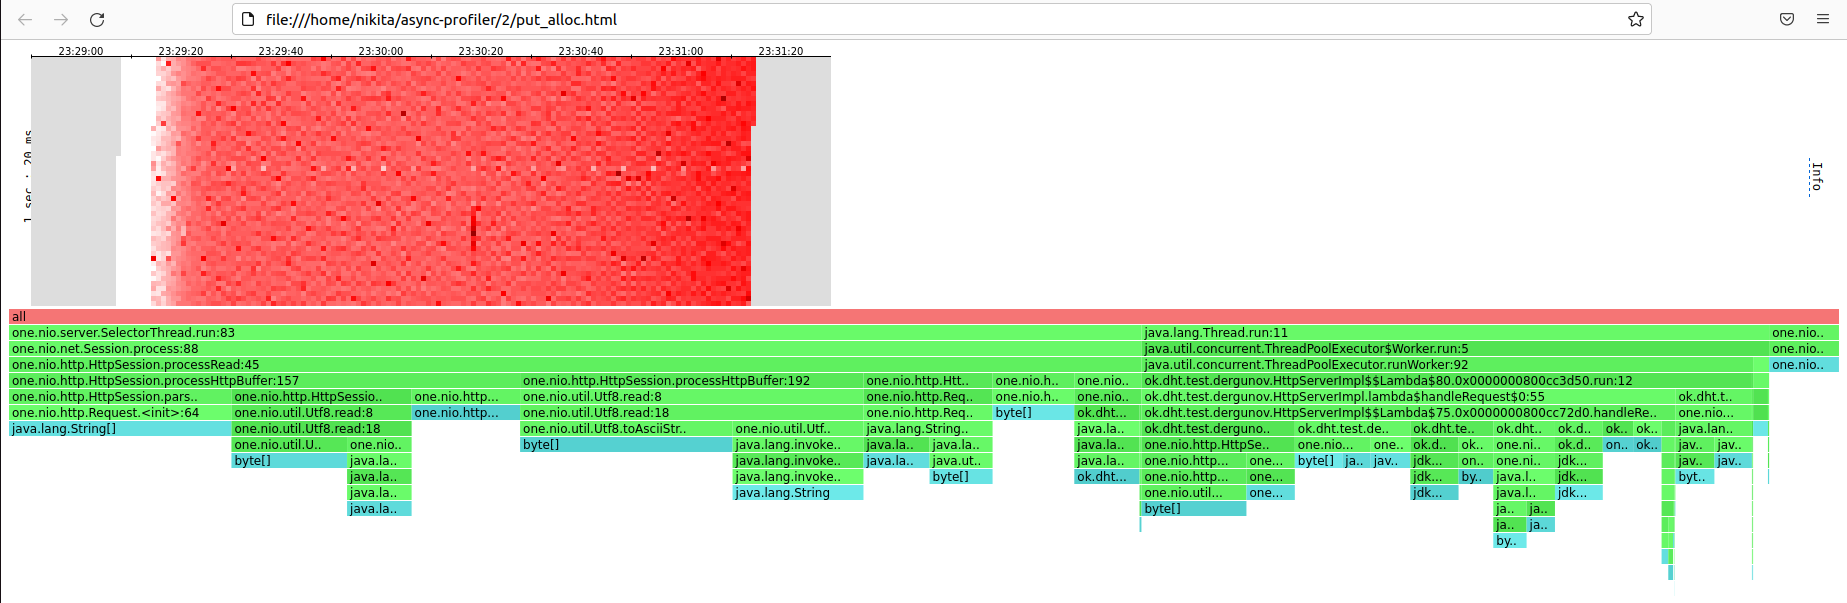 file:///home/nikita/async-profiler/2/put_alloc.html
23:29:00 23:29:20 23:29:40 23:30:00 23:30:20 23:30:40 23:31:00 23:31:20
1 sec : 20 ms
Info
all
one.nio.server.SelectorThread.run:83 java.lang.Thread.run:11 one.nio..
one.nio.net.Session.process:88 java.util.concurrent.ThreadPoolExecutor$Worker.run:5 one.nio..
one.nio.http.HttpSession.processRead:45 java.util.concurrent.ThreadPoolExecutor.runWorker:92 one.nio..
one.nio.http.HttpSession.processHttpBuffer:157 one.nio.http.HttpSession.processHttpBuffer:192 one.nio.http.Htt.. one.nio.h.. one.nio.. ok.dht.test.dergunov.HttpServerImpl$$Lambda$80.0x0000000800cc3d50.run:12
one.nio.http.HttpSession.pars.. one.nio.http.HttpSessio.. one.nio.http... one.nio.util.Utf8.read:8 one.nio.http.Req.. one.nio.h.. one.nio.. ok.dht.test.dergunov.HttpServerImpl.lambda$handleRequest$0:55 ok.dht.t..
one.nio.http.Request.<init>:64 one.nio.util.Utf8.read:8 one.nio.http... one.nio.util.Utf8.read:18 one.nio.http.Req.. byte[] ok.dht... ok.dht.test.dergunov.HttpServerImpl$$Lambda$75.0x0000000800cc72d0.handleRe.. one.nio...
java.lang.String[] one.nio.util.Utf8.read:18 one.nio.util.Utf8.toAsciiStr.. one.nio.util.Utf.. java.lang.String.. java.la.. ok.dht.test.derguno.. ok.dht.test.de.. ok.dht.te.. ok.dht.. ok.d.. ok.. ok.. java.lan..
one.nio.util.U.. one.nio.. byte[] java.lang.invoke.. java.la.. java.la.. java.la.. one.nio.http.HttpSe.. one.nio... one.. ok.d... ok.. one.ni.. ok.d.. on.. ok.. jav.. jav..
byte[] java.la.. java.lang.invoke.. java.la.. java.ut.. java.la.. one.nio.http... one... byte[] ja.. jav.. jdk... on.. one.ni.. jdk... jav.. jav..
java.la.. java.lang.invoke.. byte[] ok.dht... one.nio.http... one... jdk... by.. java.l.. jdk... byt..
java.la.. java.lang.String one.nio.util... one... jdk... java.l.. jdk...
java.la.. byte[] ja.. ja..
ja.. ja..
by..